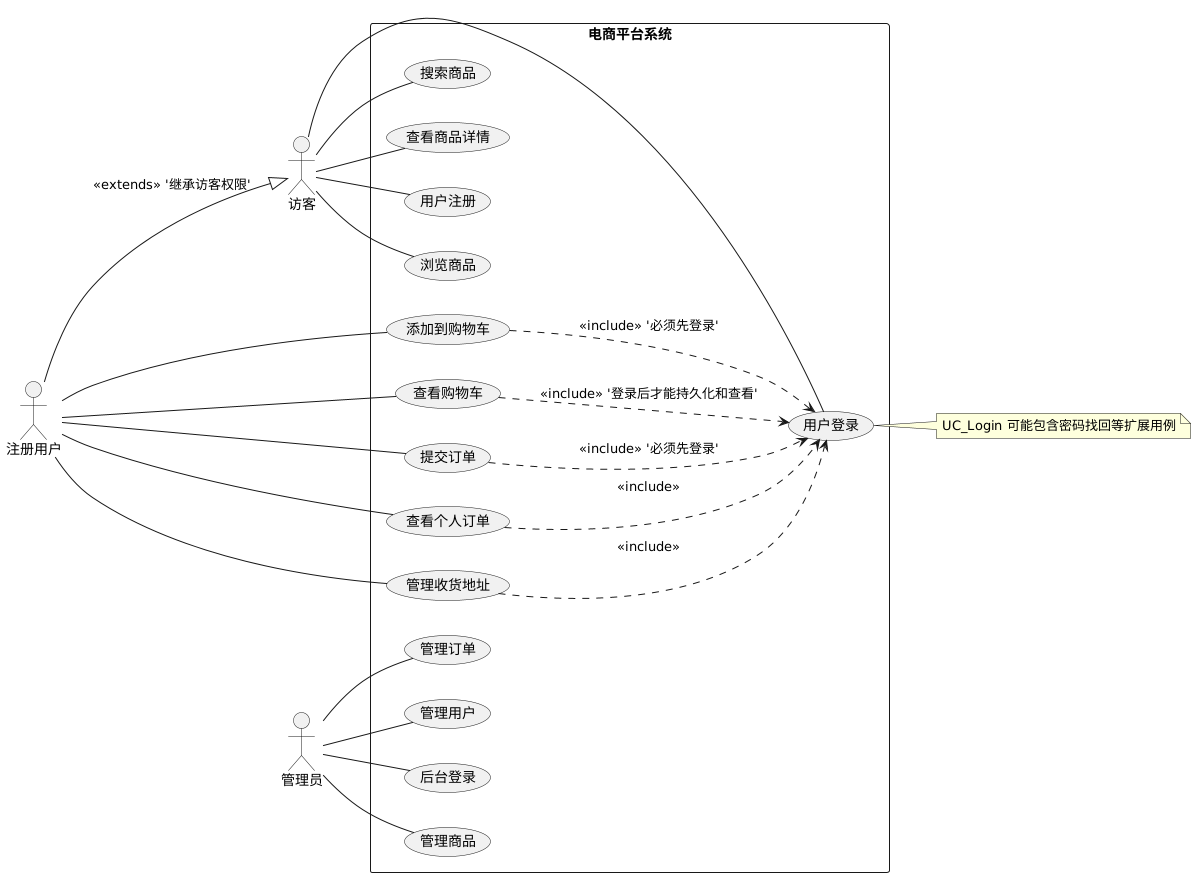 电商平台系统
搜索商品
查看商品详情
«extends» '继承访客权限'
访客
用户注册
浏览商品
添加到购物车
«include» '必须先登录'
查看购物车
«include» '登录后才能持久化和查看'
用户登录
UC_Login 可能包含密码找回等扩展用例
注册用户
提交订单
«include» '必须先登录'
«include»
查看个人订单
«include»
管理收货地址
管理订单
管理用户
管理员
后台登录
管理商品